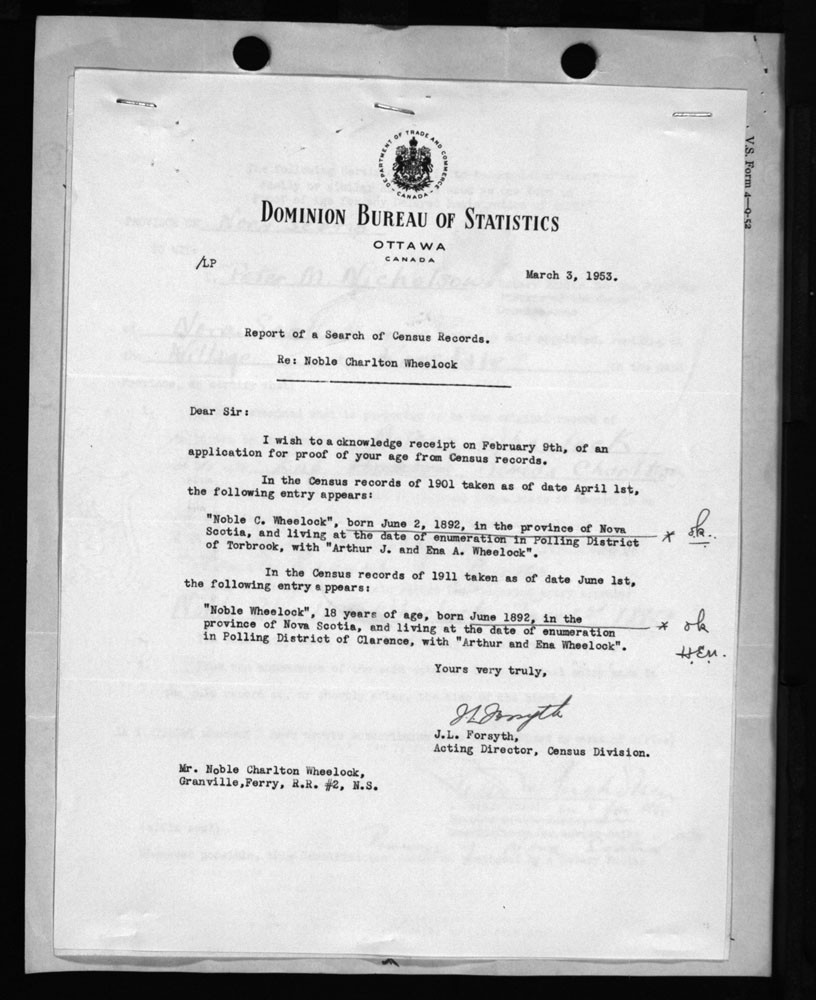 DEPARTMENT OF TRADE AND COMMERCE
CANADA
DOMINION BUREAU OF STATISTICS
OTTAWA
CANADA
/LP
March 3, 1953.
Report of a Search of Census Records.
Re: Noble Charlton Wheelock
Dear Sir:
I wish to acknowledge receipt on February 9th, of an
application for proof of your age from Census records.
In the Census records of 1901 taken as of date April 1st,
the following entry appears:
"Noble C. Wheelock", born June 2, 1892, in the province of Nova
Scotia, and living at the date of enumeration in Polling District x ok.
of Torbrook, with "Arthur J. and Ena A. Wheelock".
In the Census records of 1911 taken as of date June 1st,
the following entry appears:
"Noble Wheelock", 18 years of age, born June 1892, in the
province of Nova Scotia, and living at the date of enumeration x ok
in Polling District of Clarence, with "Arthur and Ena Wheelock".
Yours very truly,
J L Forsyth
J.L. Forsyth,
Acting Director, Census Division.
Mr. Noble Charlton Wheelock,
Granville,Ferry, R.R. #2, N.S.
V.S. Form 4—9-52
Peter M. Nicholson